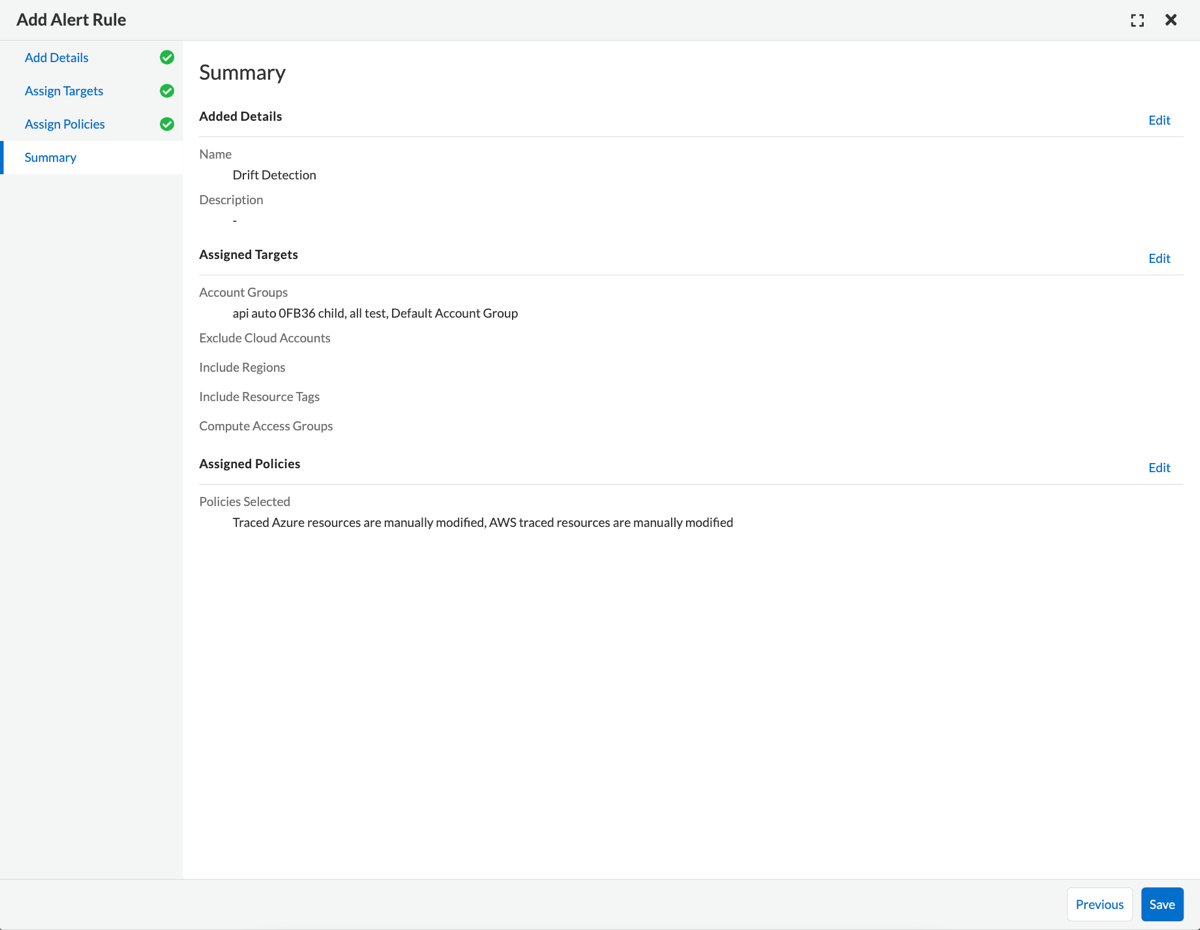 Add Alert Rule
Add Details
Assign Targets
Assign Policies
Summary
Summary
Added Details
Edit
Name
Drift Detection
Description
-
Assigned Targets
Edit
Account Groups
api auto 0FB36 child, all test, Default Account Group
Exclude Cloud Accounts
Include Regions
Include Resource Tags
Compute Access Groups
Assigned Policies
Edit
Policies Selected
Traced Azure resources are manually modified, AWS traced resources are manually modified
Previous
Save